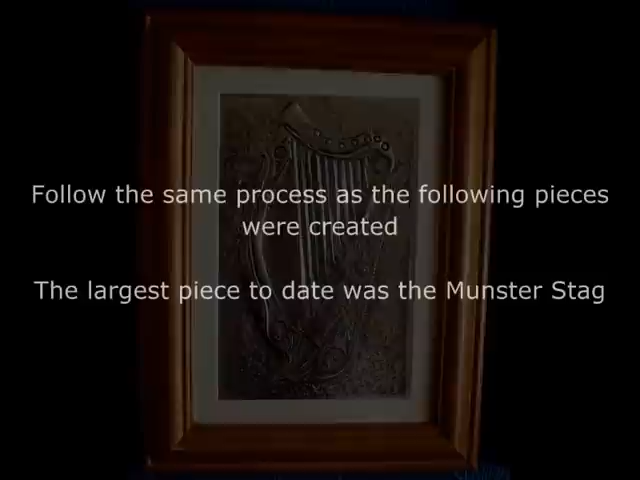 Follow the same process as the following pieces
were created
The largest piece to date was the Munster Stag